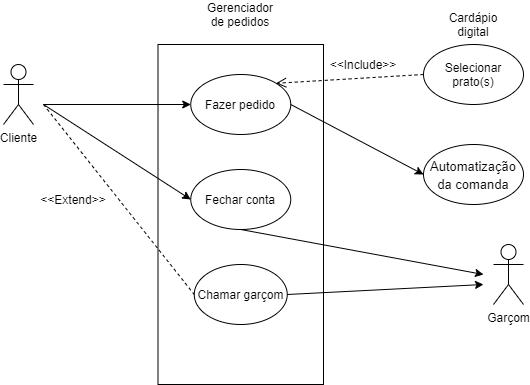 Gerenciador
de pedidos
Cardápio
digital
<<Include>>
Selecionar
prato(s)
Fazer pedido
Cliente
Automatização
da comanda
<<Extend>>
Fechar conta
Chamar garçom
Garçom